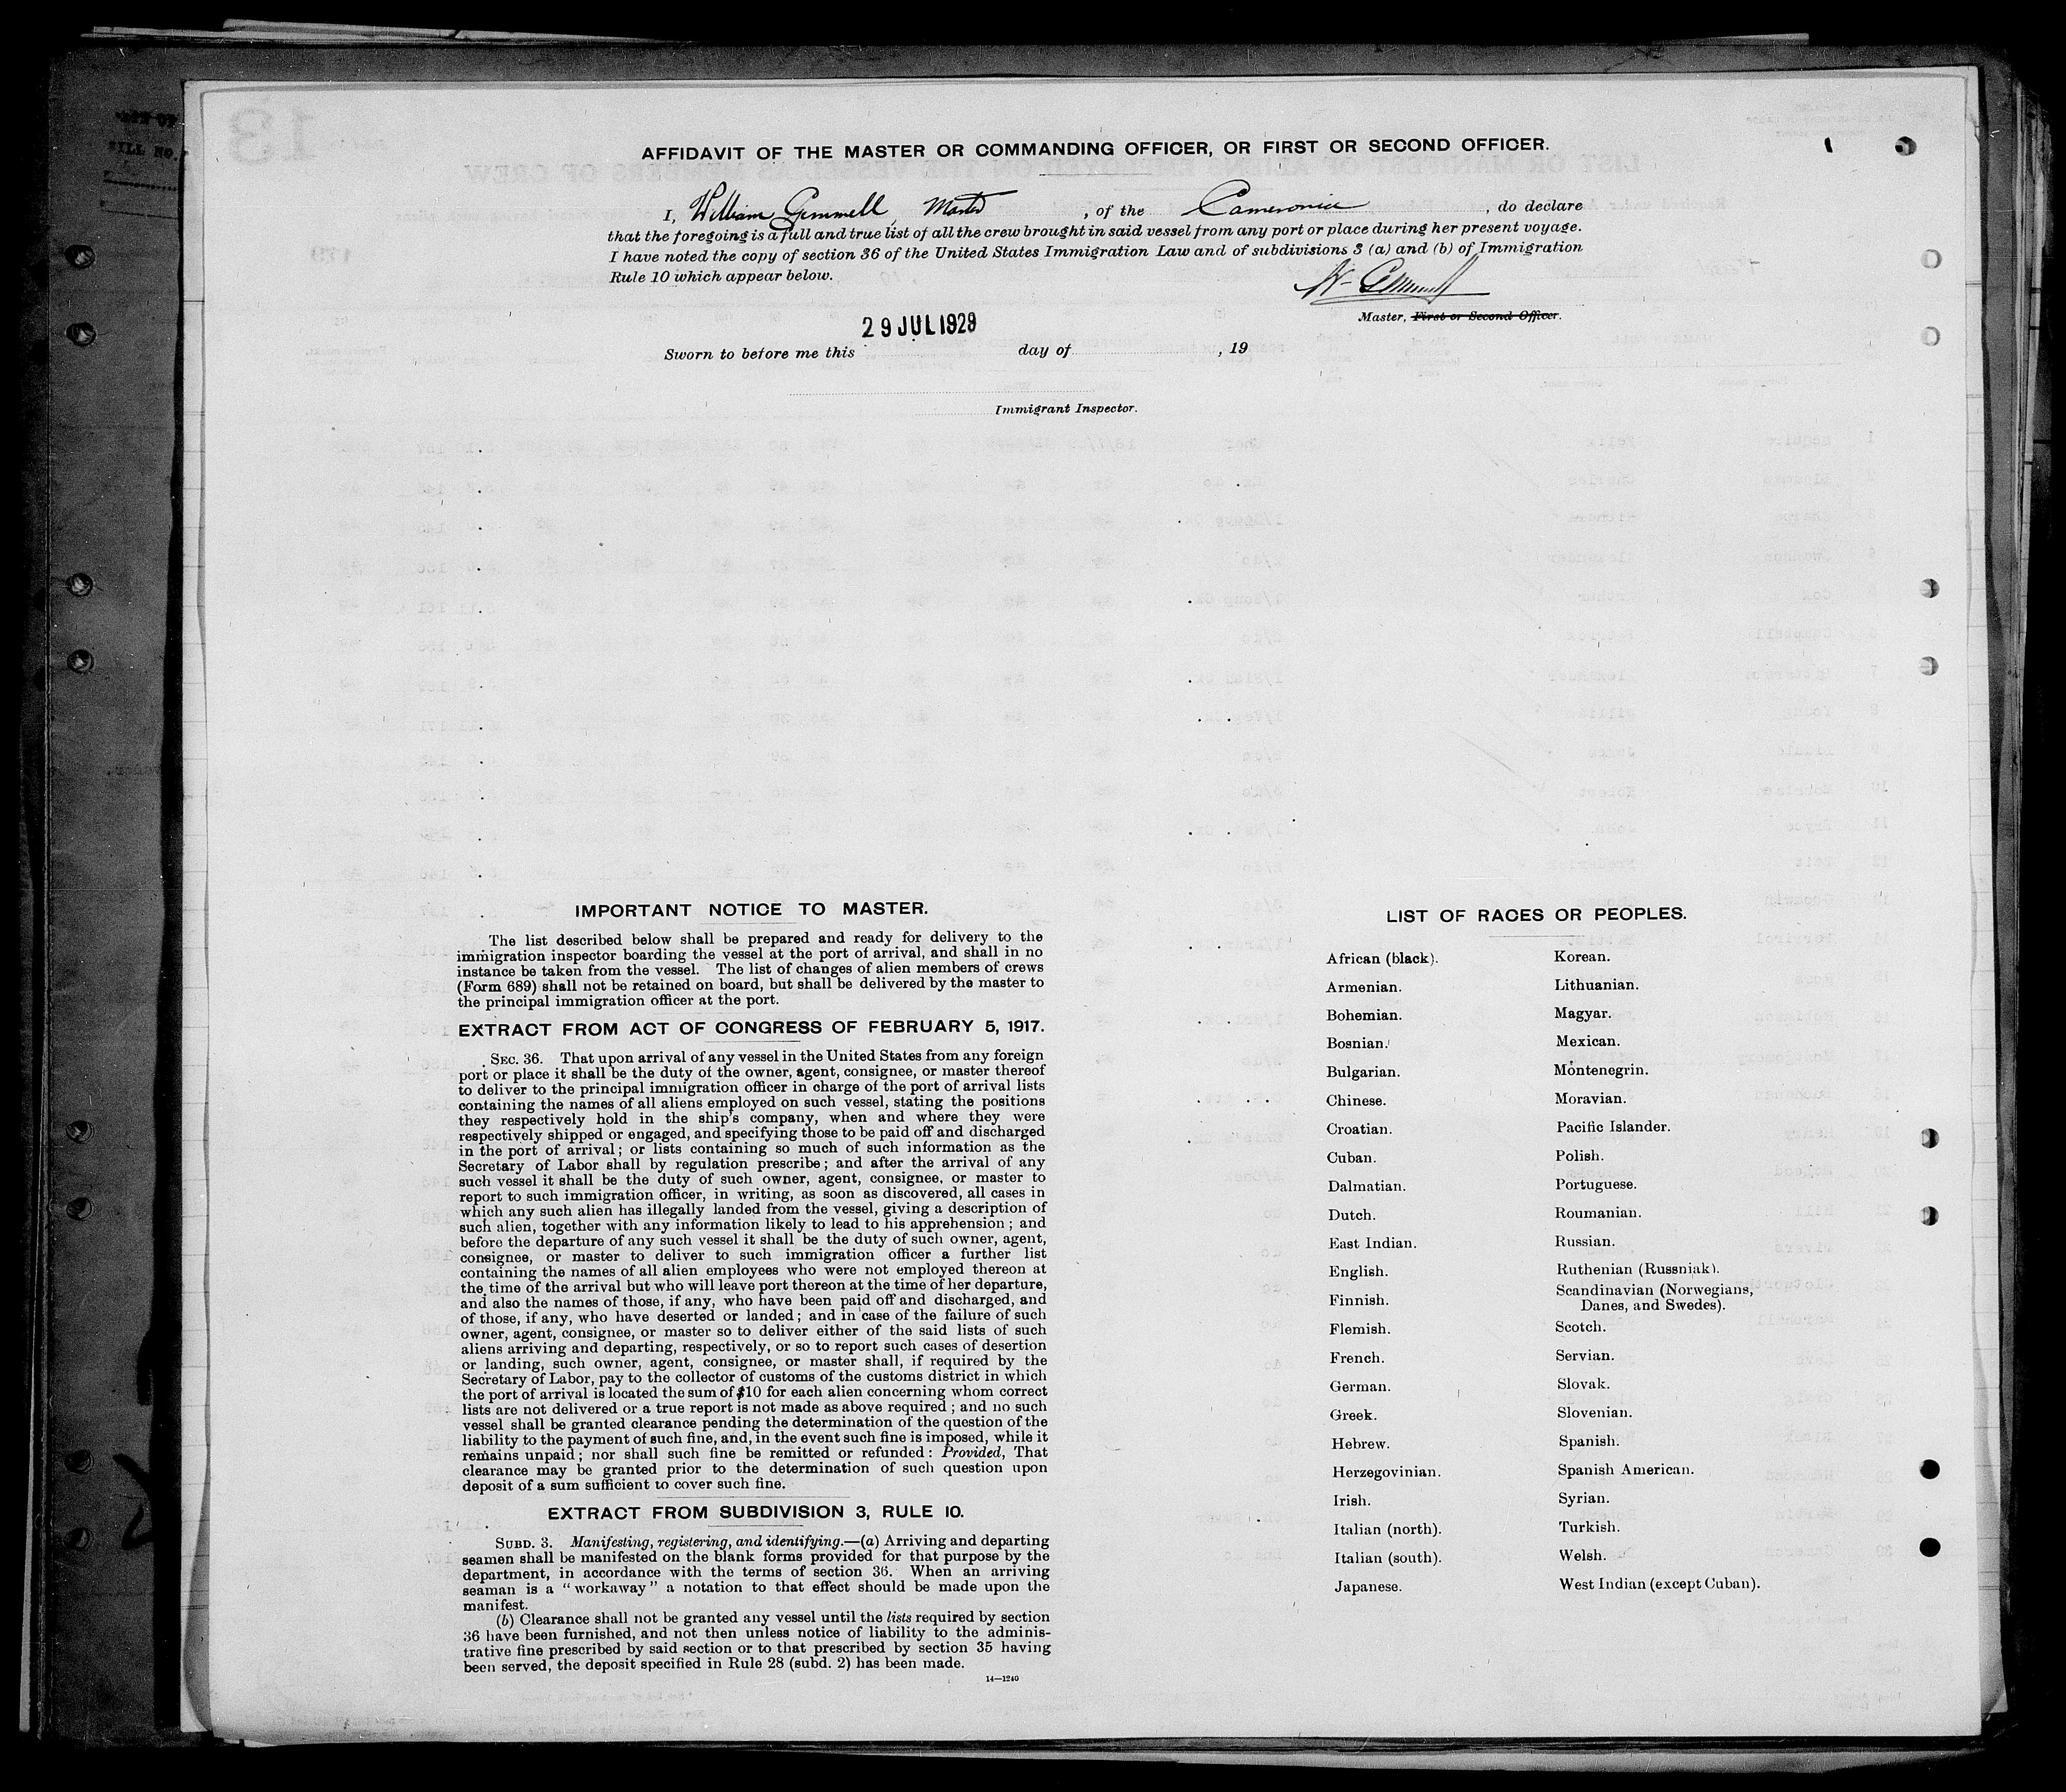 AFFIDAVIT OF THE MASTER OR COMMANDING OFFICER, OR FIRST OR SECOND OFFICER.
I, William Gemmell, Master, of the Cameronia, do declare
that the foregoing is a full and true list of all the crew brought in said vessel from any port or place during her present voyage.
I have noted the copy of section 36 of the United States Immigration Law and of subdivisions 3 (a) and (b) of Immigration
Rule 10 which appear below.
W Gemmell
Master, First or Second Officer.
29 JUL 1929
Sworn to before me this day of , 19
Immigrant Inspector.
IMPORTANT NOTICE TO MASTER.
The list described below shall be prepared and ready for delivery to the
immigration inspector boarding the vessel at the port of arrival, and shall in no
instance be taken from the vessel. The list of changes of alien members of crews
(Form 689) shall not be retained on board, but shall be delivered by the master to
the principal immigration officer at the port.
EXTRACT FROM ACT OF CONGRESS OF FEBRUARY 5, 1917.
SEC. 36. That upon arrival of any vessel in the United States from any foreign
port or place it shall be the duty of the owner, agent, consignee, or master thereof
to deliver to the principal immigration officer in charge of the port of arrival lists
containing the names of all aliens employed on such vessel, stating the positions
they respectively hold in the ship's company, when and where they were
respectively shipped or engaged, and specifying those to be paid off and discharged
in the port of arrival; or lists containing so much of such information as the
Secretary of Labor shall by regulation prescribe; and after the arrival of any
such vessel it shall be the duty of such owner, agent, consignee, or master to
report to such immigration officer, in writing, as soon as discovered, all cases in
which any such alien has illegally landed from the vessel, giving a description of
such alien, together with any information likely to lead to his apprehension; and
before the departure of any such vessel it shall be the duty of such owner, agent,
consignee, or master to deliver to such immigration officer a further list
containing the names of all alien employees who were not employed thereon at
the time of the arrival but who will leave port thereon at the time of her departure,
and also the names of those, if any, who have been paid off and discharged, and
of those, if any, who have deserted or landed; and in case of the failure of such
owner, agent, consignee, or master so to deliver either of the said lists of such
aliens arriving and departing, respectively, or so to report such cases of desertion
or landing, such owner, agent, consignee, or master shall, if required by the
Secretary of Labor, pay to the collector of customs of the customs district in which
the port of arrival is located the sum of $10 for each alien concerning whom correct
lists are not delivered or a true report is not made as above required; and no such
vessel shall be granted clearance pending the determination of the question of the
liability to the payment of such fine, and, in the event such fine is imposed, while it
remains unpaid; nor shall such fine be remitted or refunded: Provided, That
clearance may be granted prior to the determination of such question upon
deposit of a sum sufficient to cover such fine.
EXTRACT FROM SUBDIVISION 3, RULE 10.
SUBD. 3. Manifesting, registering, and identifying.—(a) Arriving and departing
seamen shall be manifested on the blank forms provided for that purpose by the
department, in accordance with the terms of section 36. When an arriving
seaman is a "workaway" a notation to that effect should be made upon the
manifest.
(b) Clearance shall not be granted any vessel until the lists required by section
36 have been furnished, and not then unless notice of liability to the adminis-
trative fine prescribed by said section or to that prescribed by section 35 having
been served, the deposit specified in Rule 28 (subd. 2) has been made.
14—1240
LIST OF RACES OR PEOPLES.
African (black).
Armenian.
Bohemian.
Bosnian.
Bulgarian.
Chinese.
Croatian.
Cuban.
Dalmatian.
Dutch.
East Indian.
English.
Finnish.
Flemish.
French.
German.
Greek.
Hebrew.
Herzegovinian.
Irish.
Italian (north).
Italian (south).
Japanese.
Korean.
Lithuanian.
Magyar.
Mexican.
Montenegrin.
Moravian.
Pacific Islander.
Polish.
Portuguese.
Roumanian.
Russian.
Ruthenian (Russniak).
Scandinavian (Norwegians,
Danes, and Swedes).
Scotch.
Servian.
Slovak.
Slovenian.
Spanish.
Spanish American.
Syrian.
Turkish.
Welsh.
West Indian (except Cuban).